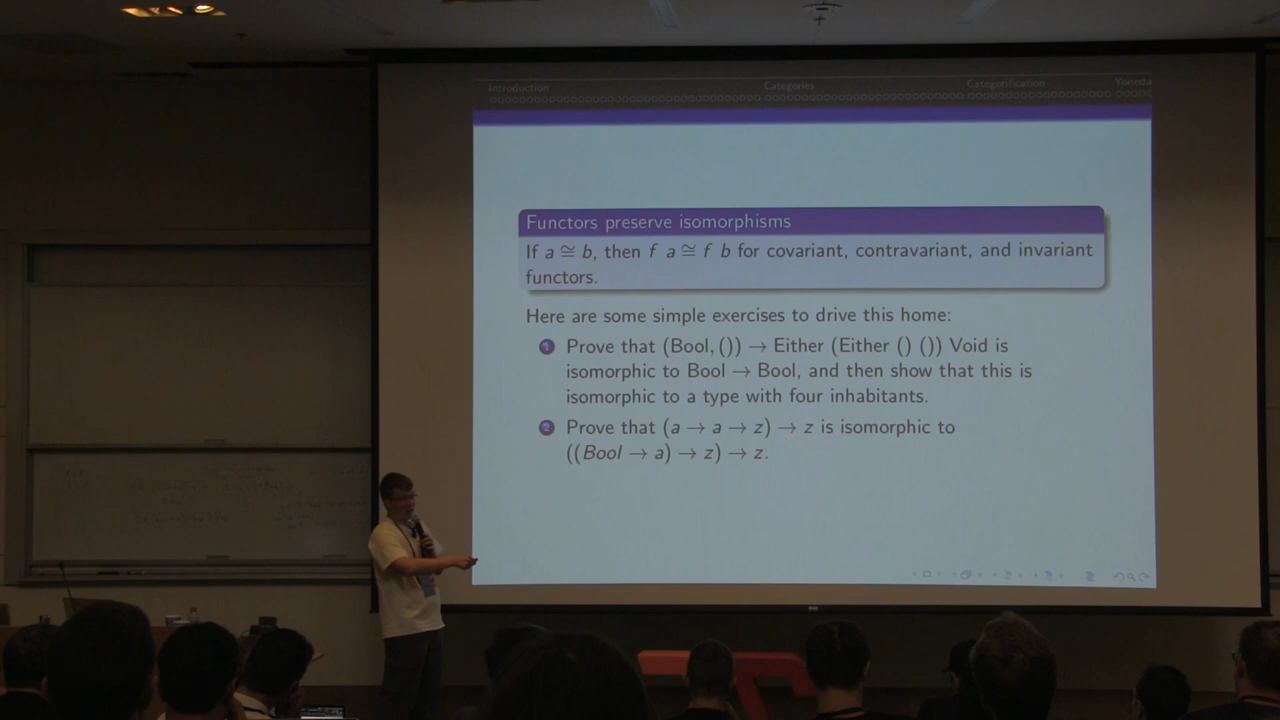 Introduction Categories Categorification Yoneda
Functors preserve isomorphisms
If a ≅ b, then f a ≅ f b for covariant, contravariant, and invariant
functors.
Here are some simple exercises to drive this home:
1 Prove that (Bool, ()) → Either (Either () ()) Void is
isomorphic to Bool → Bool, and then show that this is
isomorphic to a type with four inhabitants.
2 Prove that (a → a → z) → z is isomorphic to
((Bool → a) → z) → z.